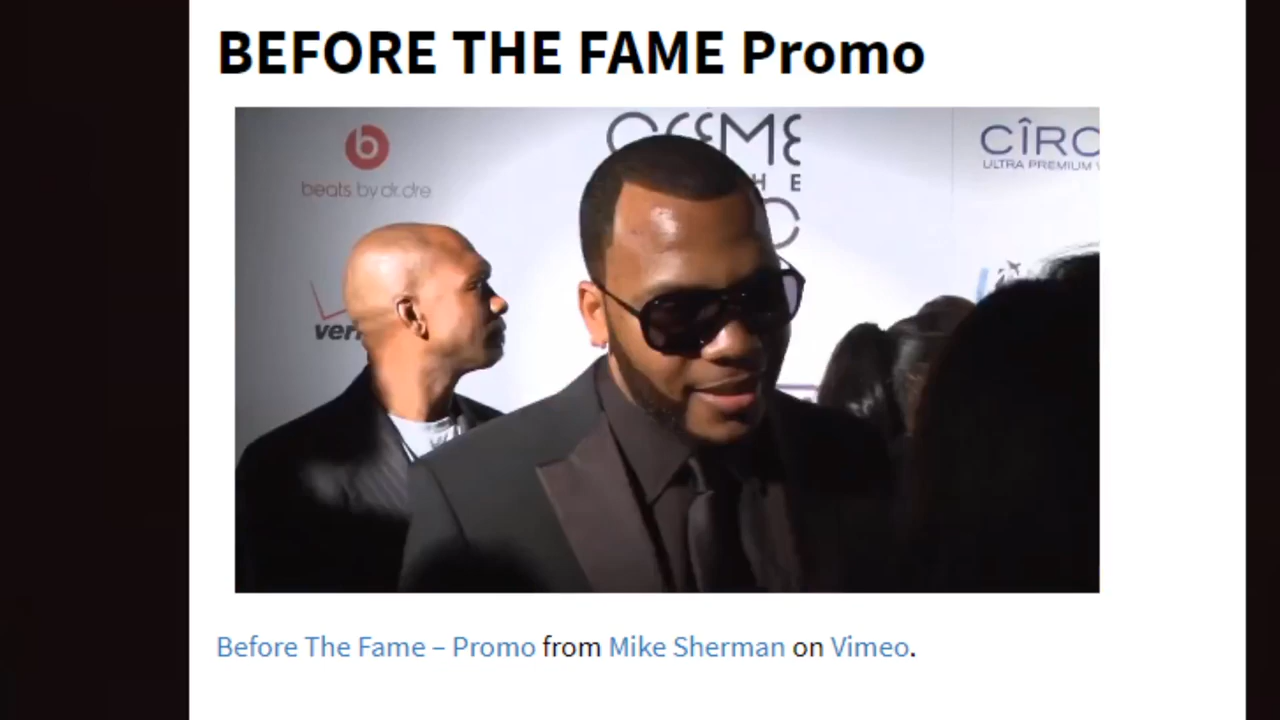 BEFORE THE FAME Promo
beats by dr.dre
CÎROC
ULTRA PREMIUM
Before The Fame – Promo from Mike Sherman on Vimeo.